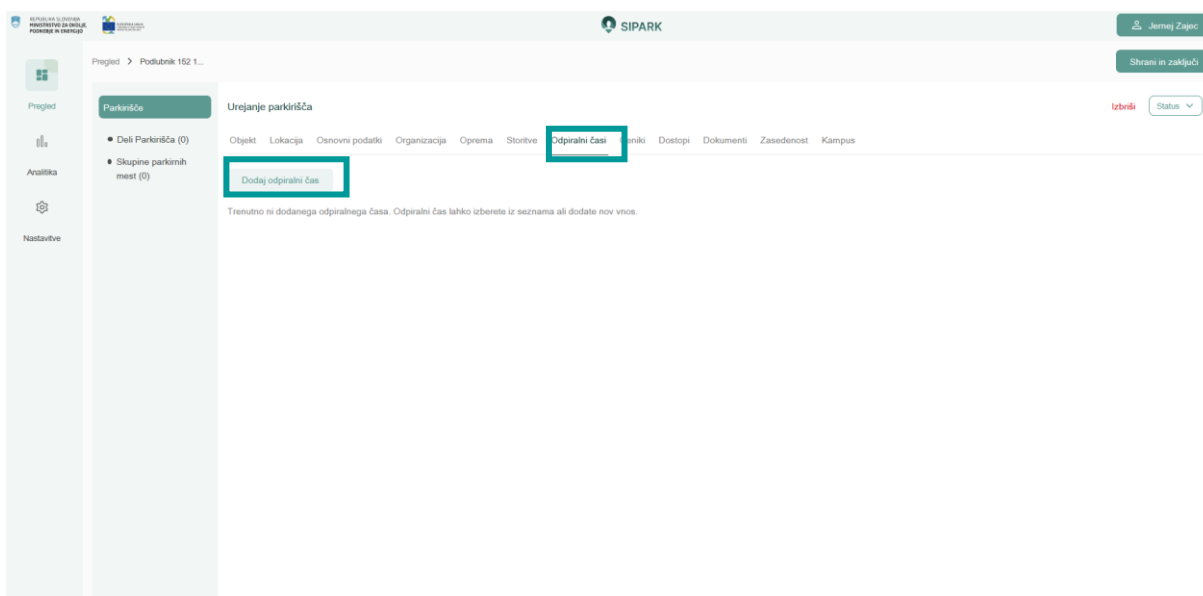 REPUBLIKA SLOVENIJA
MINISTRSTVO ZA OKOLJE,
PODNEBJE IN ENERGIJO
SIPARK
Jernej Zajec
Pregled > Podlubnik 152 1...
Shrani in zaključi
Pregled
Analitika
Nastavitve
Parkirišče
Deli Parkirišča (0)
Skupine parkirnih
mest (0)
Urejanje parkirišča
Izbriši
Status
Objekt Lokacija Osnovni podatki Organizacija Oprema Storitve Odpiralni časi eniki Dostopi Dokumenti Zasedenost Kampus
Dodaj odpiralni čas
Trenutno ni dodanega odpiralnega časa. Odpiralni čas lahko izberete iz seznama ali dodate nov vnos.